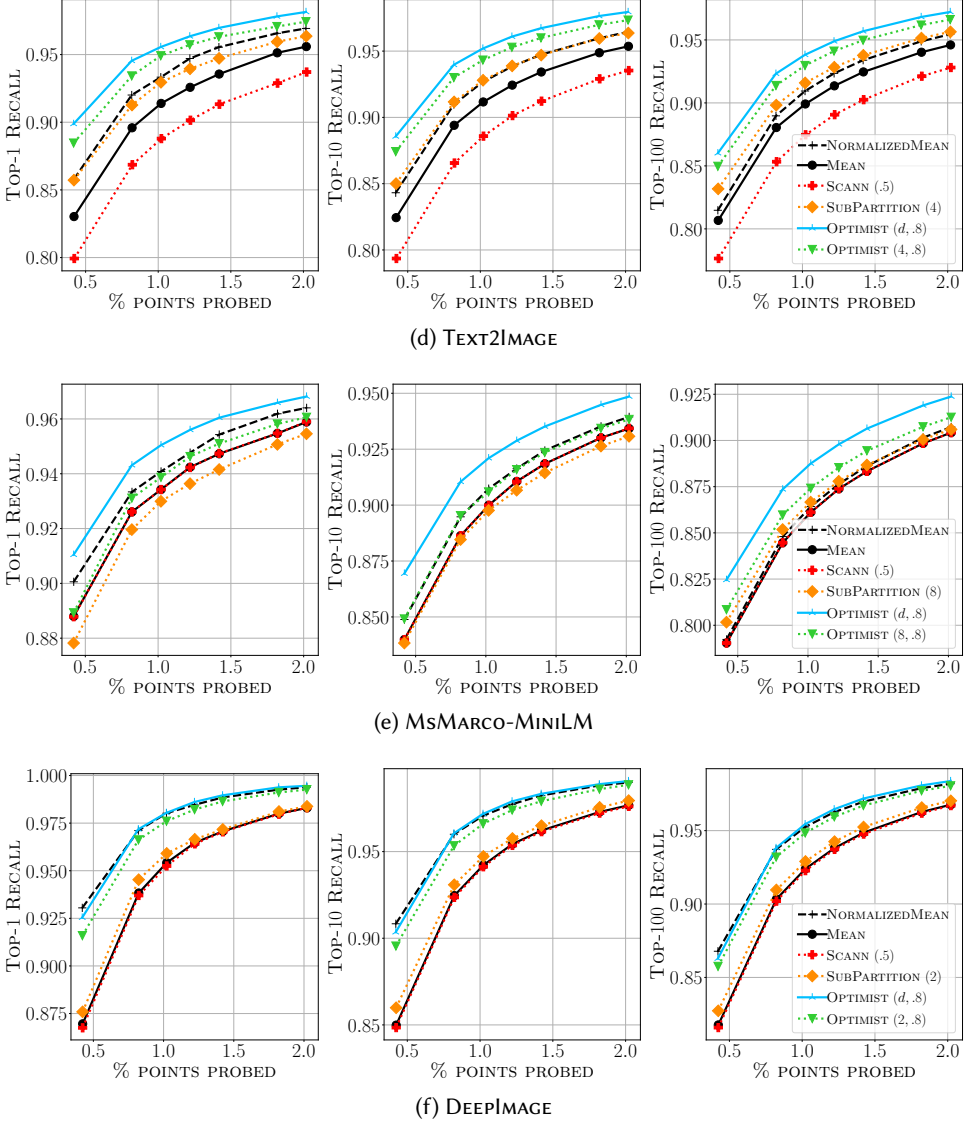 TOP-1 RECALL
0.95
0.90
0.85
0.80
0.5 1.0 1.5 2.0
% POINTS PROBED
TOP-10 RECALL
0.95
0.90
0.85
0.80
0.5 1.0 1.5 2.0
% POINTS PROBED
TOP-100 RECALL
0.95
0.90
0.85
0.80
0.5 1.0 1.5 2.0
% POINTS PROBED
NORMALIZEDMEAN
MEAN
SCANN (.5)
SUBPARTITION (4)
OPTIMIST (d, .8)
OPTIMIST (4, .8)
(d) TEXT2IMAGE
TOP-1 RECALL
0.96
0.94
0.92
0.90
0.88
0.5 1.0 1.5 2.0
% POINTS PROBED
TOP-10 RECALL
0.950
0.925
0.900
0.875
0.850
0.5 1.0 1.5 2.0
% POINTS PROBED
TOP-100 RECALL
0.925
0.900
0.875
0.850
0.825
0.800
0.5 1.0 1.5 2.0
% POINTS PROBED
NORMALIZEDMEAN
MEAN
SCANN (.5)
SUBPARTITION (8)
OPTIMIST (d, .8)
OPTIMIST (8, .8)
(e) MSMARCO-MINILM
TOP-1 RECALL
1.000
0.975
0.950
0.925
0.900
0.875
0.5 1.0 1.5 2.0
% POINTS PROBED
TOP-10 RECALL
0.95
0.90
0.85
0.5 1.0 1.5 2.0
% POINTS PROBED
TOP-100 RECALL
0.95
0.90
0.85
0.5 1.0 1.5 2.0
% POINTS PROBED
NORMALIZEDMEAN
MEAN
SCANN (.5)
SUBPARTITION (2)
OPTIMIST (d, .8)
OPTIMIST (2, .8)
(f) DEEPIMAGE